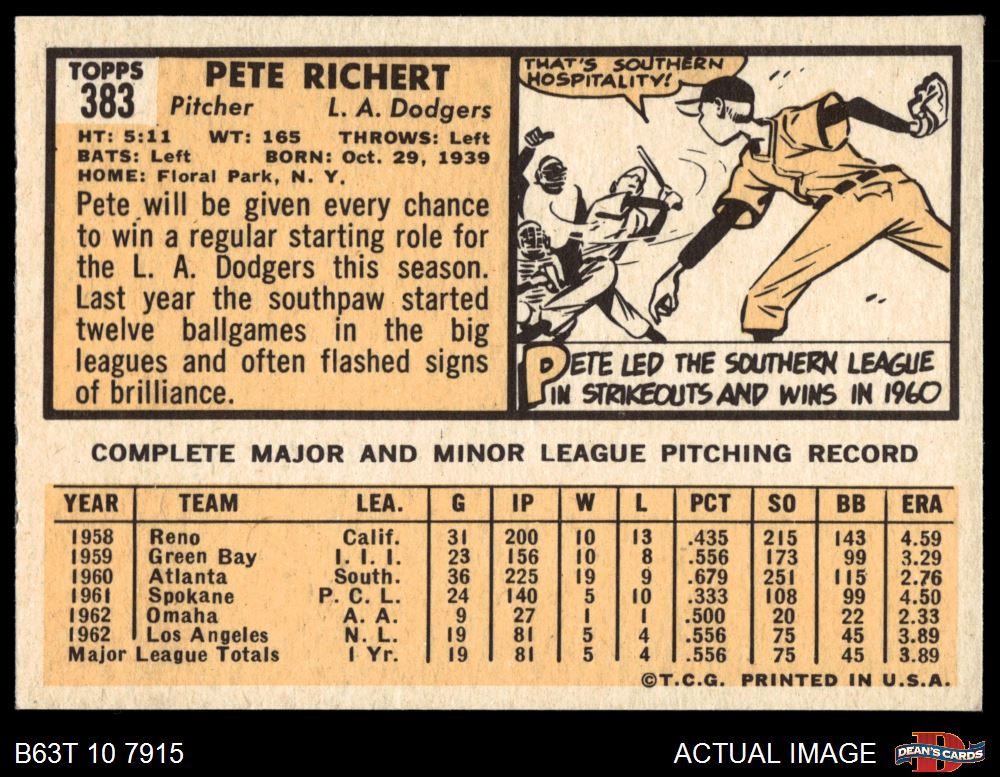 TOPPS
383
PETE RICHERT
Pitcher L. A. Dodgers
HT: 5:11 WT: 165 THROWS: Left
BATS: Left BORN: Oct. 29, 1939
HOME: Floral Park, N. Y.
Pete will be given every chance
to win a regular starting role for
the L. A. Dodgers this season.
Last year the southpaw started
twelve ballgames in the big
leagues and often flashed signs
of brilliance.
THAT'S SOUTHERN
HOSPITALITY!
PETE LED THE SOUTHERN LEAGUE
IN STRIKEOUTS AND WINS IN 1960
COMPLETE MAJOR AND MINOR LEAGUE PITCHING RECORD
YEAR TEAM LEA. G IP W L PCT SO BB ERA
1958 Reno Calif. 31 200 10 13 .435 215 143 4.59
1959 Green Bay I. I. I. 23 156 10 8 .556 173 99 3.29
1960 Atlanta South. 36 225 19 9 .679 251 115 2.76
1961 Spokane P. C. L. 24 140 5 10 .333 108 99 4.50
1962 Omaha A. A. 9 27 1 1 .500 20 22 2.33
1962 Los Angeles N. L. 19 81 5 4 .556 75 45 3.89
Major League Totals 1 Yr. 19 81 5 4 .556 75 45 3.89
©T.C.G. PRINTED IN U.S.A.
B63T 10 7915 ACTUAL IMAGE DEAN'S CARDS